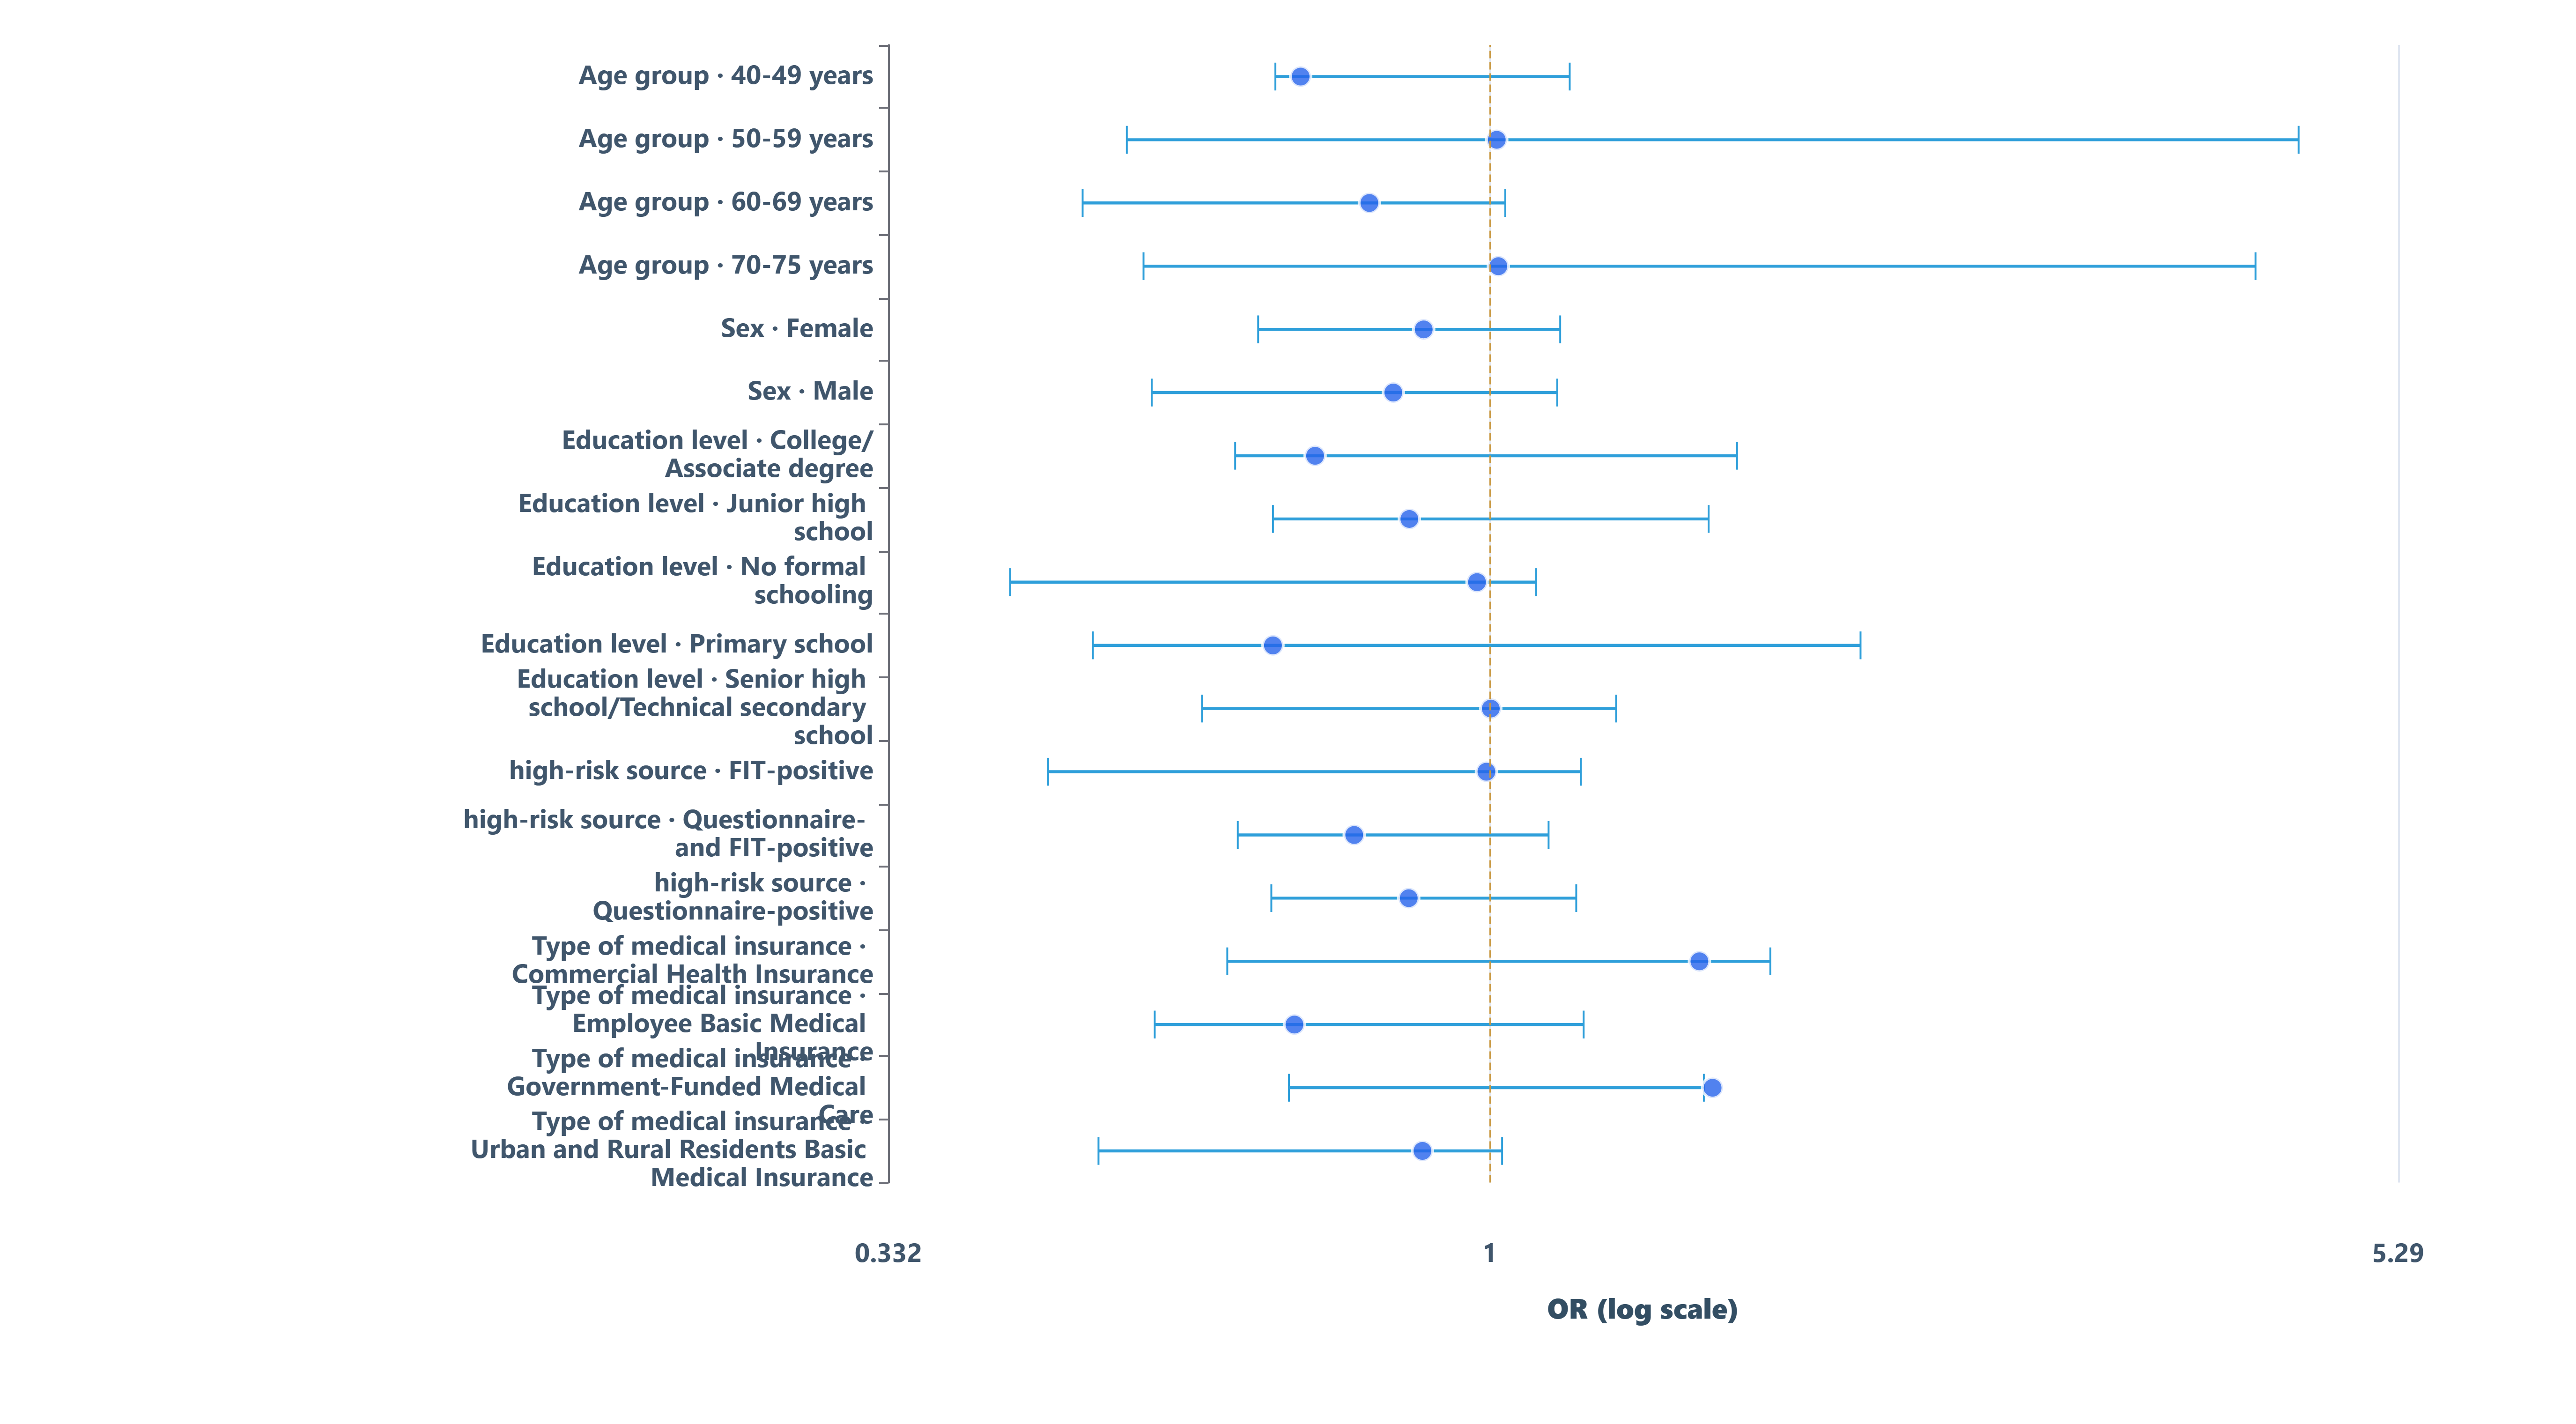 Age group · 40-49 years
Age group · 50-59 years
Age group · 60-69 years
Age group · 70-75 years
Sex · Female
Sex · Male
Education level · College/
Associate degree
Education level · Junior high
school
Education level · No formal
schooling
Education level · Primary school
Education level · Senior high
school/Technical secondary
school
high-risk source · FIT-positive
high-risk source · Questionnaire-
and FIT-positive
high-risk source ·
Questionnaire-positive
Type of medical insurance ·
Commercial Health Insurance
Type of medical insurance ·
Employee Basic Medical
Insurance
Type of medical insurance ·
Government-Funded Medical
Care
Type of medical insurance ·
Urban and Rural Residents Basic
Medical Insurance
0.332
1
5.29
OR (log scale)